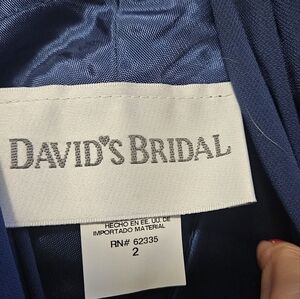 DAVID'S BRIDAL
HECHO EN EE. UU. DE
IMPORTADO MATERIAL
RN# 62335
2